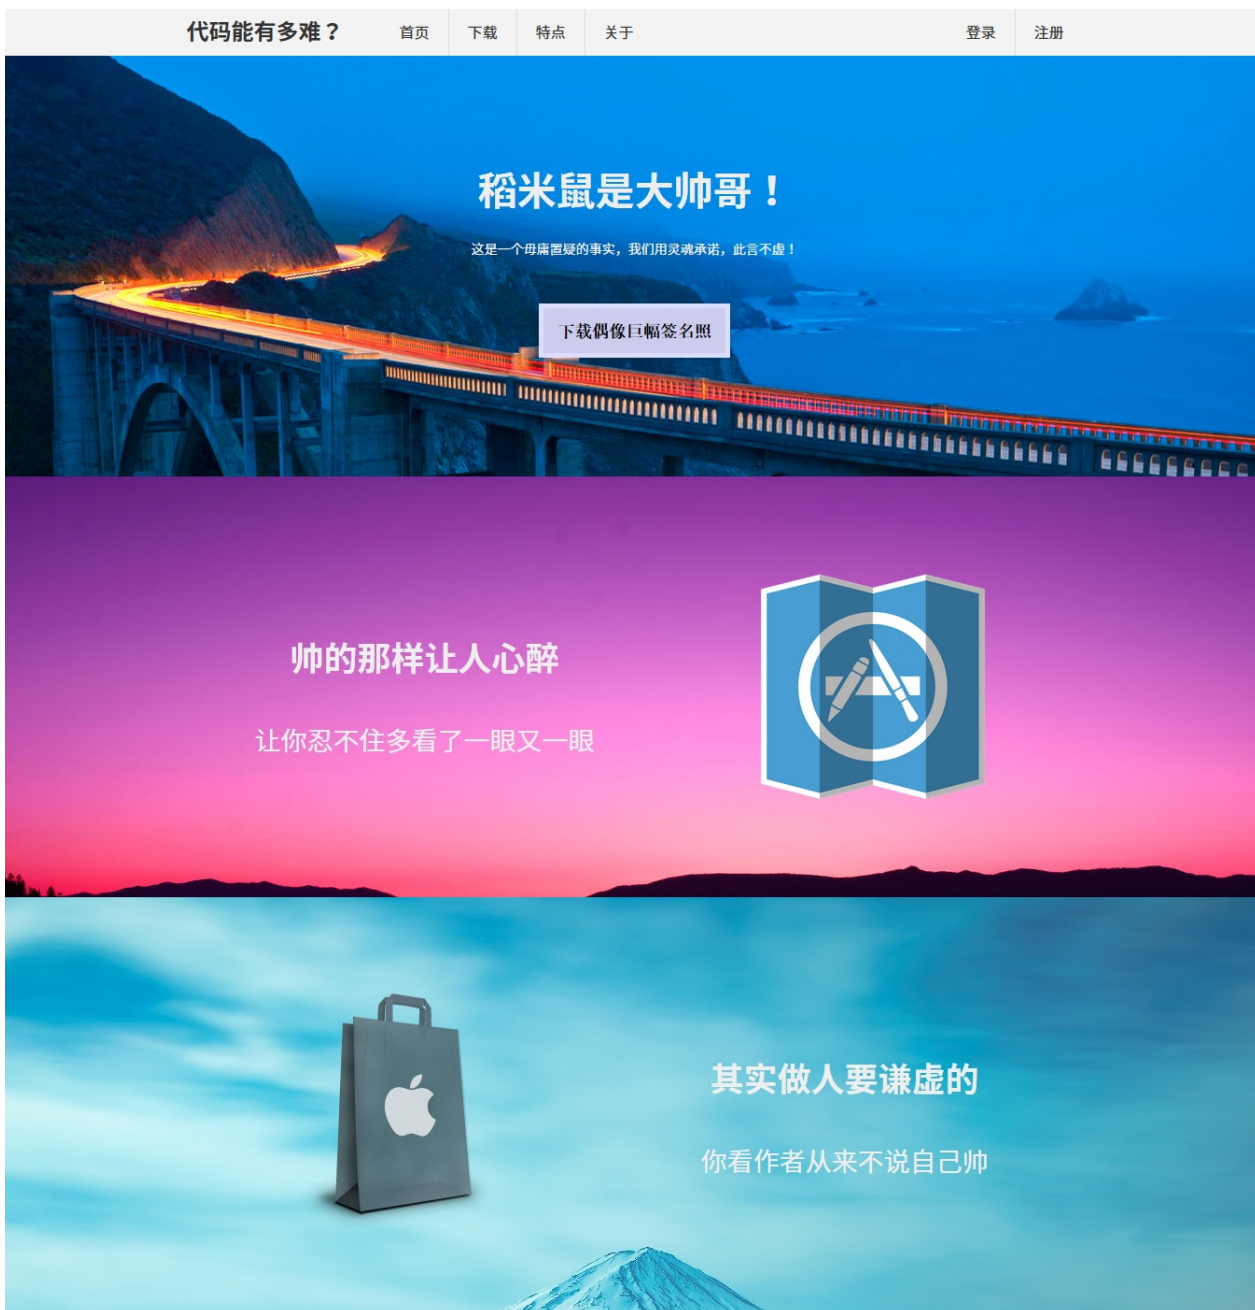 代码能有多难？
首页 下载 特点 关于 登录 注册
稻米鼠是大帅哥！
这是一个毋庸置疑的事实，我们用灵魂承诺，此言不虚！
下载偶像巨幅签名照
帅的那样让人心醉
让你忍不住多看了一眼又一眼
其实做人要谦虚的
你看作者从来不说自己帅